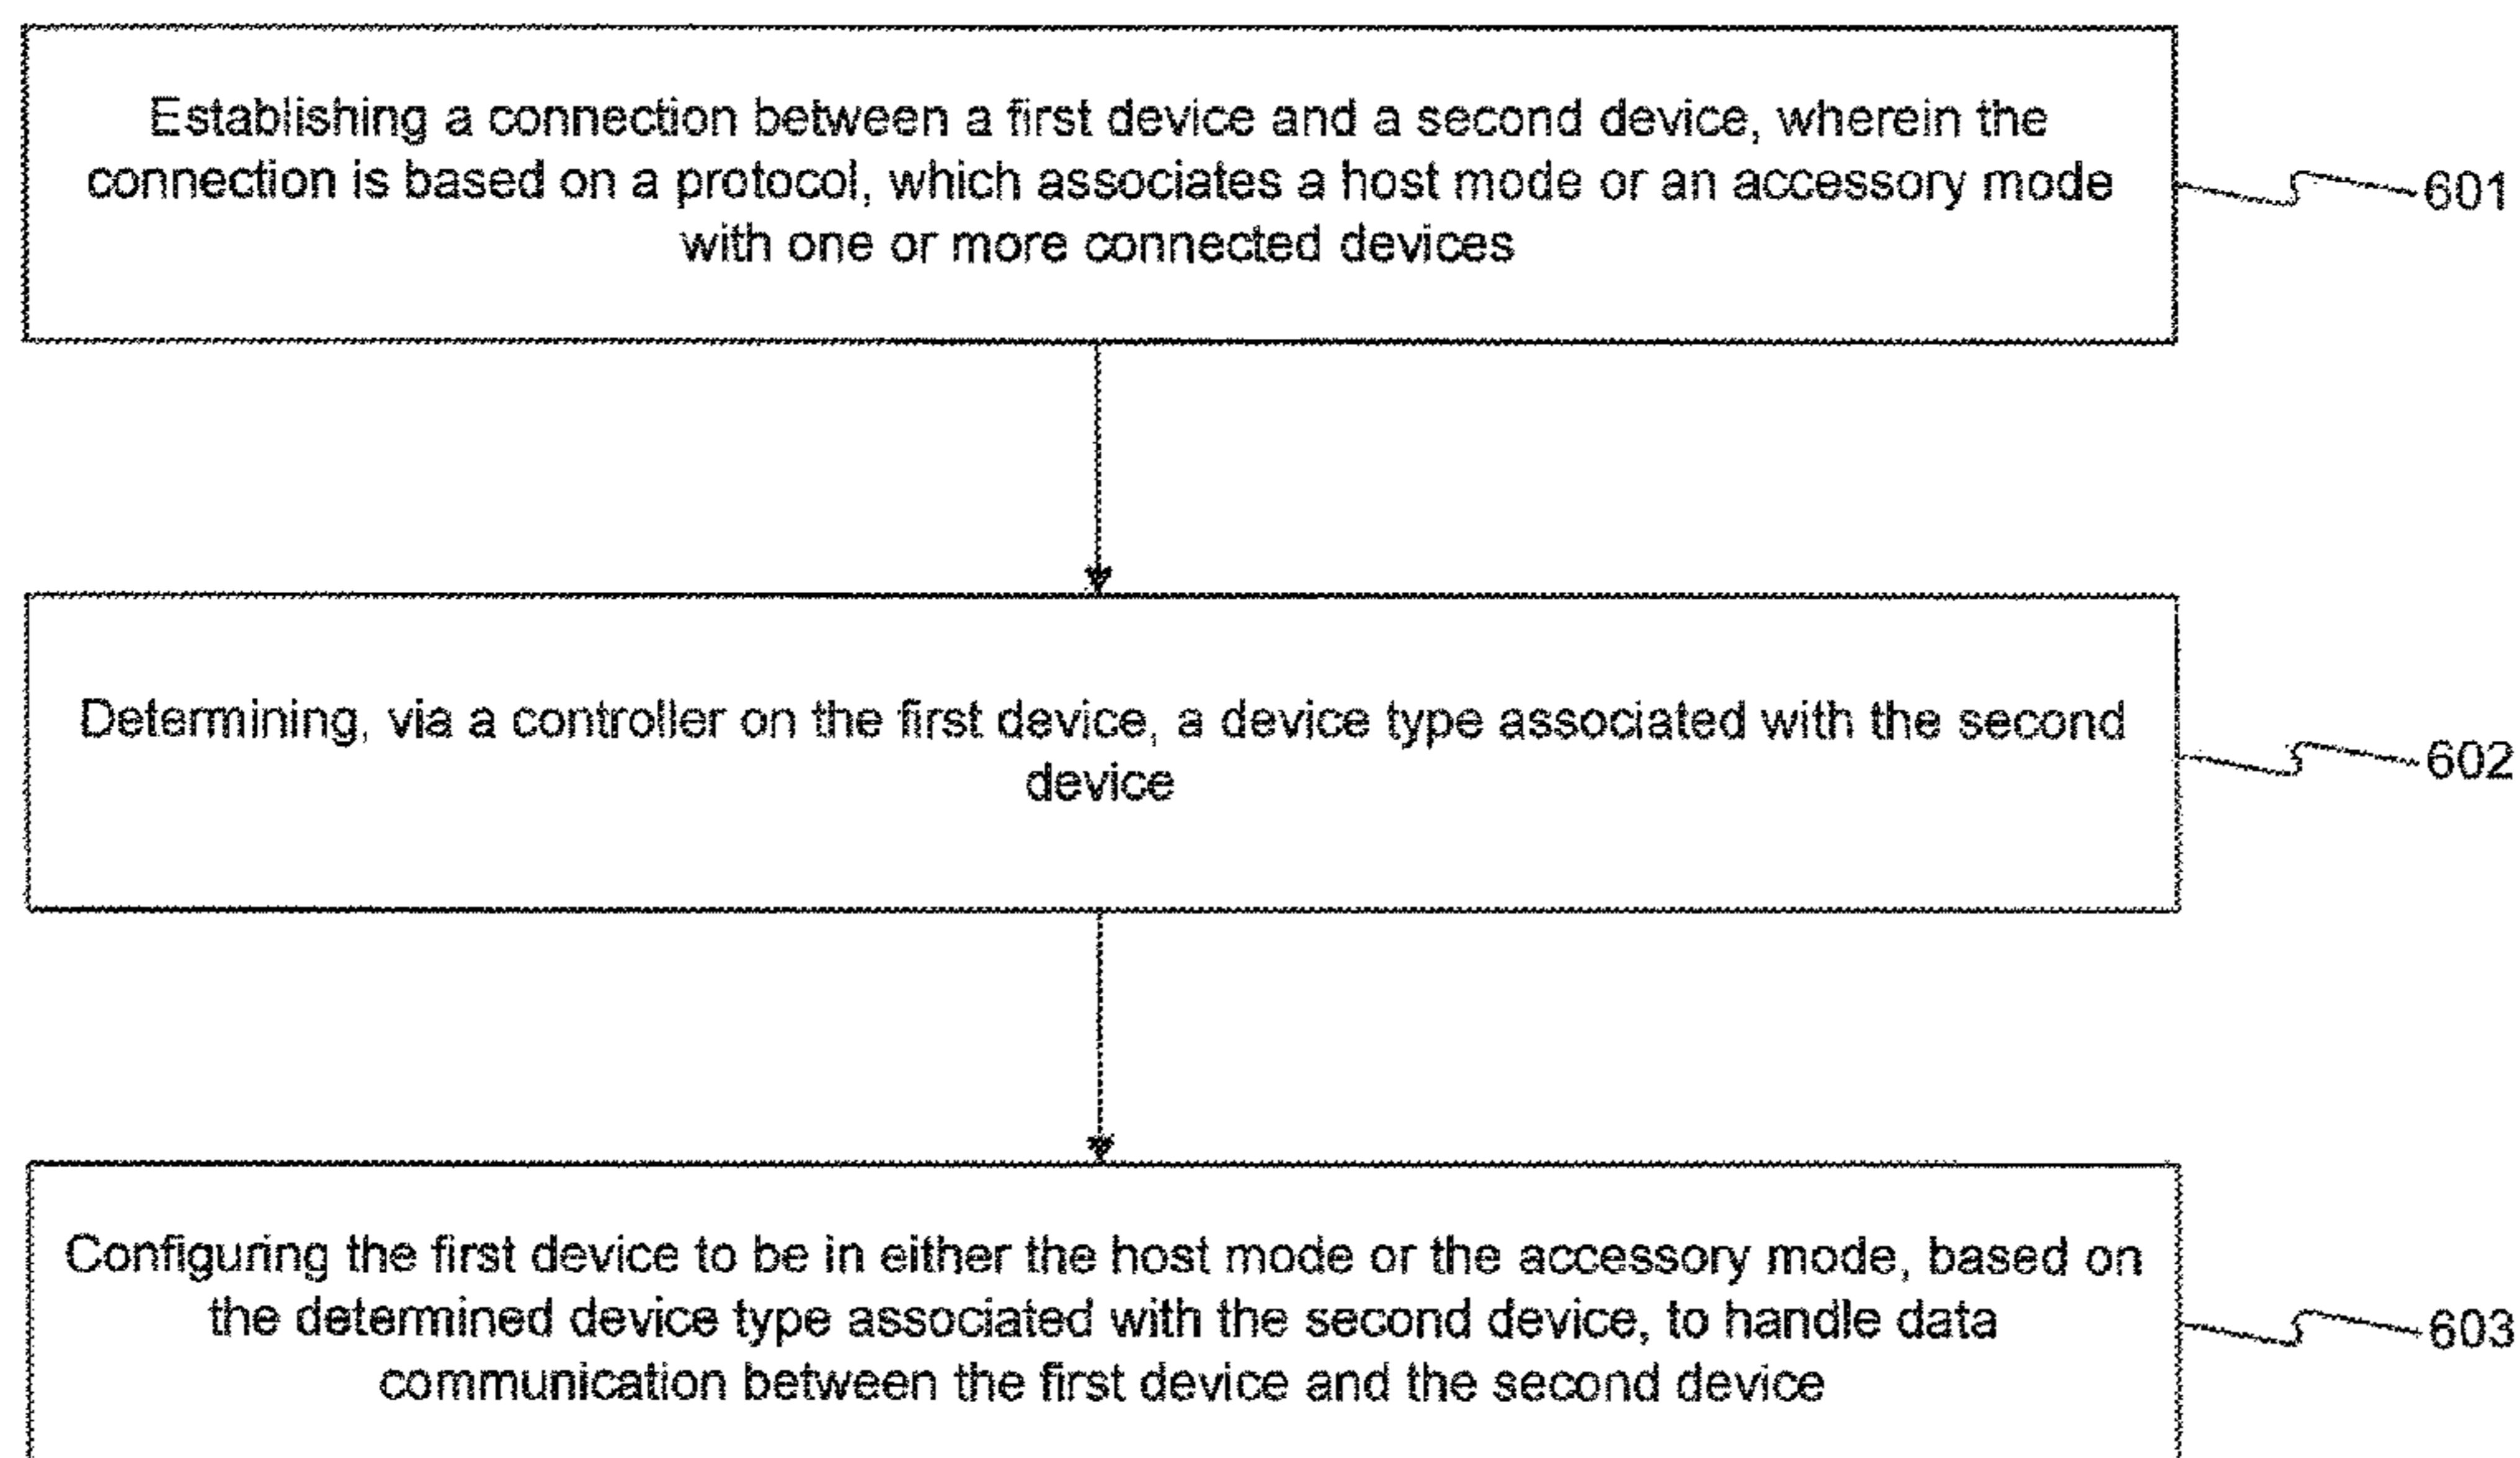 Establishing a connection between a first device and a second device, wherein the
connection is based on a protocol, which associates a host mode or an accessory mode
with one or more connected devices
601
Determining, via a controller on the first device, a device type associated with the second
device
602
Configuring the first device to be in either the host mode or the accessory mode, based on
the determined device type associated with the second device, to handle data
communication between the first device and the second device
603